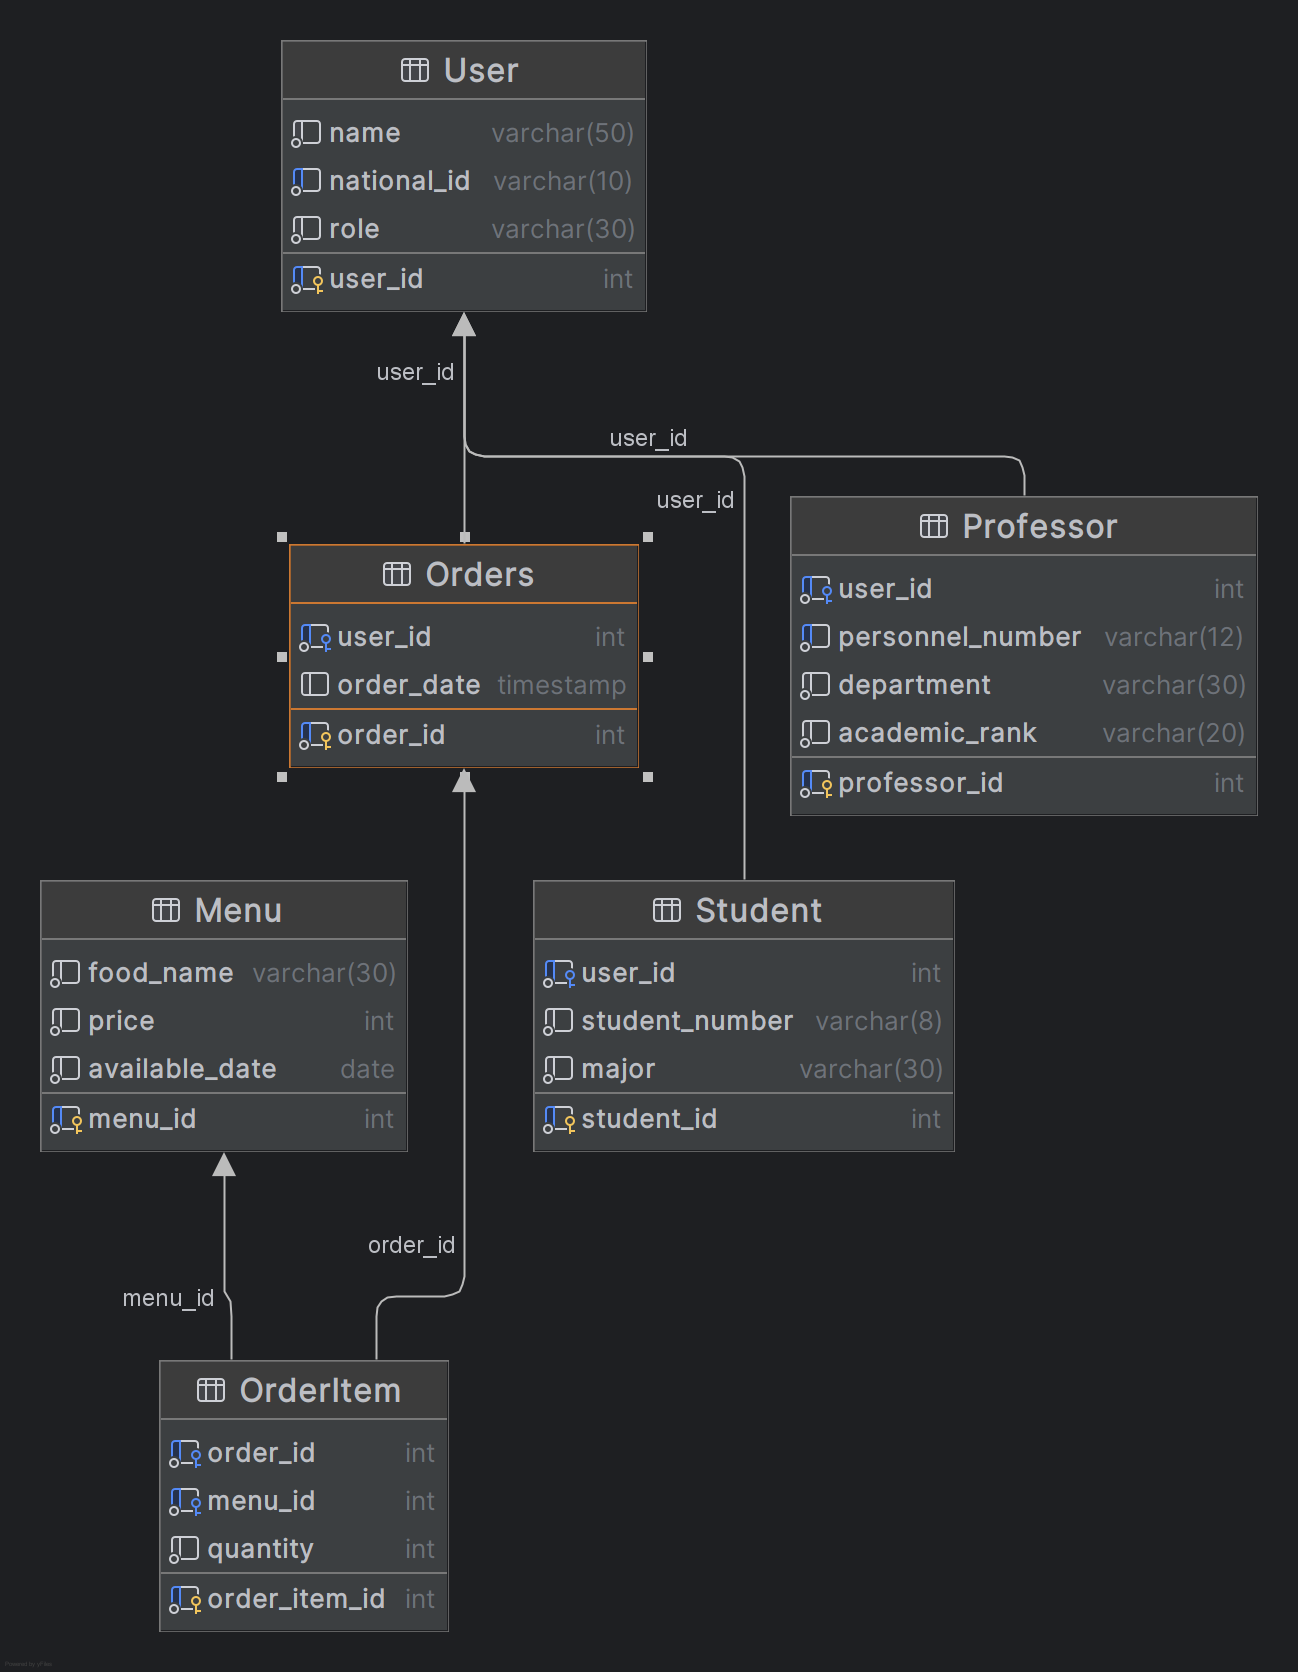 User
name varchar(50)
national_id varchar(10)
role varchar(30)
user_id int
user_id
user_id
user_id
Professor
user_id int
personnel_number varchar(12)
department varchar(30)
academic_rank varchar(20)
professor_id int
Orders
user_id int
order_date timestamp
order_id int
Menu
food_name varchar(30)
price int
available_date date
menu_id int
Student
user_id int
student_number varchar(8)
major varchar(30)
student_id int
order_id
menu_id
OrderItem
order_id int
menu_id int
quantity int
order_item_id int
Powered by yFiles